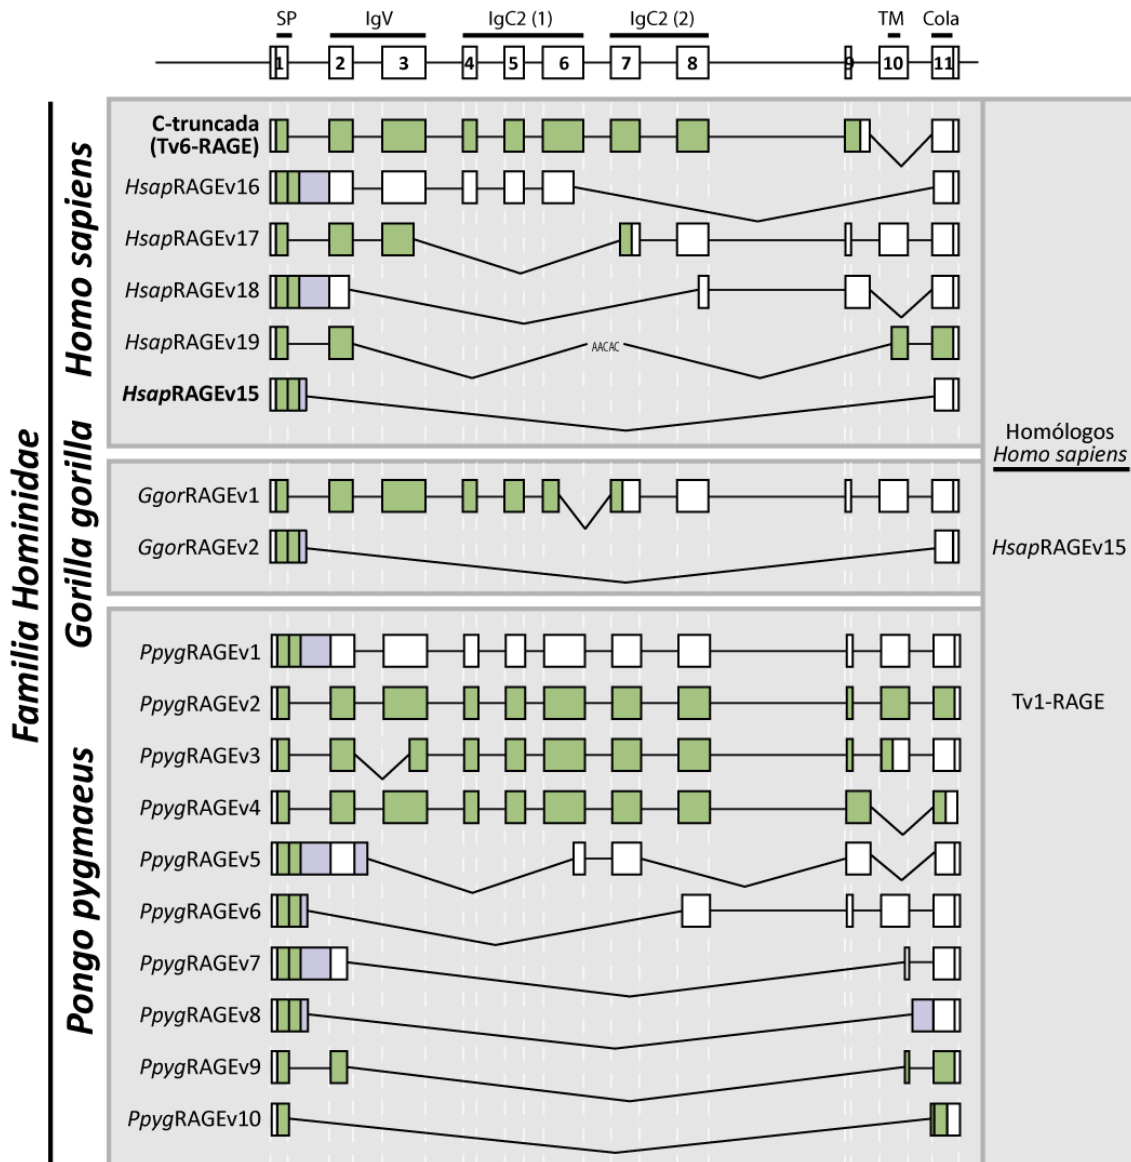 SP IgV IgC2 (1) IgC2 (2) TM Cola
1 2 3 4 5 6 7 8 9 10 11
Familia Hominidae
Homo sapiens
C-truncada
(Tv6-RAGE)
HsapRAGEv16
HsapRAGEv17
HsapRAGEv18
HsapRAGEv19 AACAC
HsapRAGEv15
Homólogos
Homo sapiens
Gorilla gorilla
GgorRAGEv1
GgorRAGEv2 HsapRAGEv15
Pongo pygmaeus
PpygRAGEv1
PpygRAGEv2 Tv1-RAGE
PpygRAGEv3
PpygRAGEv4
PpygRAGEv5
PpygRAGEv6
PpygRAGEv7
PpygRAGEv8
PpygRAGEv9
PpygRAGEv10